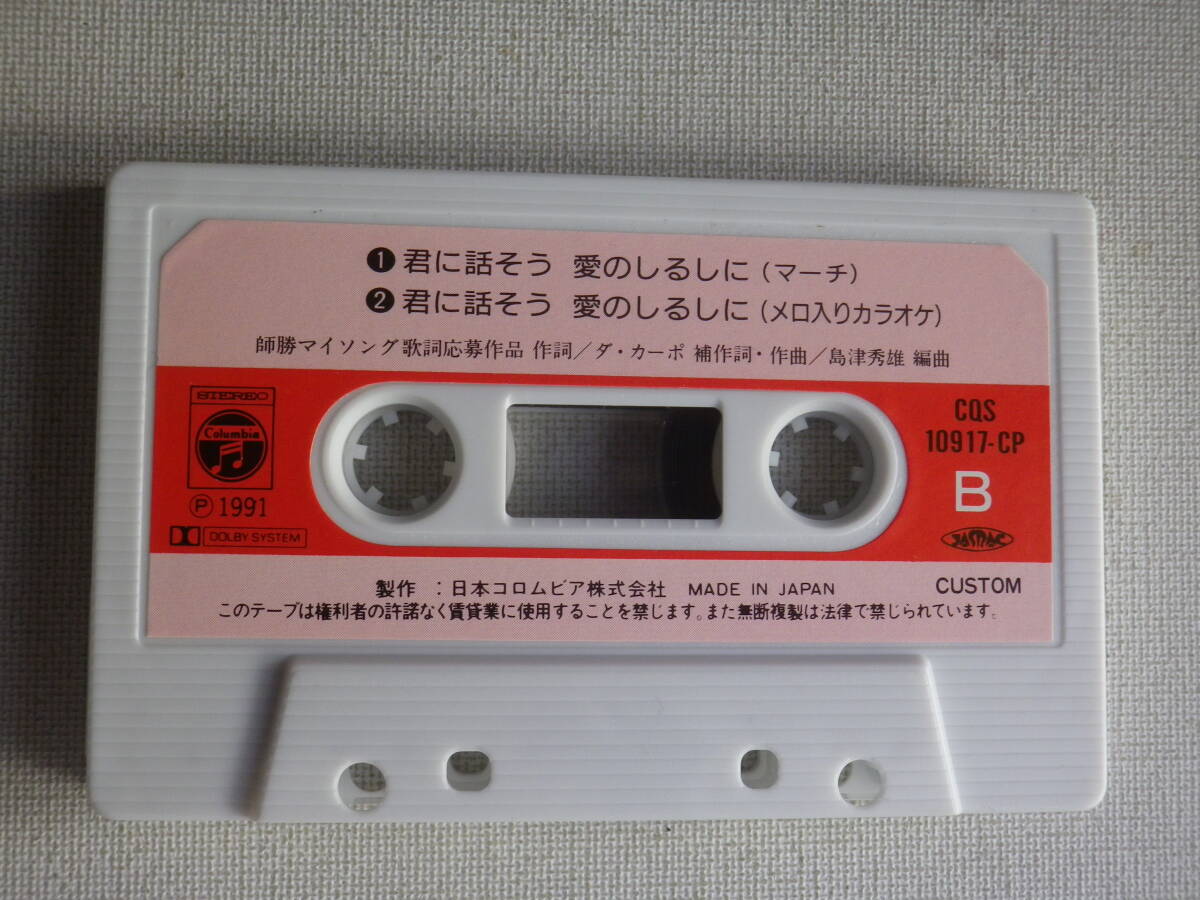 ❶ 君に話そう 愛のしるしに (マーチ)
❷ 君に話そう 愛のしるしに (メロ入りカラオケ)
師勝マイソング歌詞応募作品 作詞／ダ・カーポ 補作詞・作曲／島津秀雄 編曲
STEREO
Columbia
Ⓟ 1991
DOLBY SYSTEM
CQS
10917-CP
B
JASRAC
製作 : 日本コロムビア株式会社 MADE IN JAPAN
CUSTOM
このテープは権利者の許諾なく賃貸業に使用することを禁じます。また無断複製は法律で禁じられています。